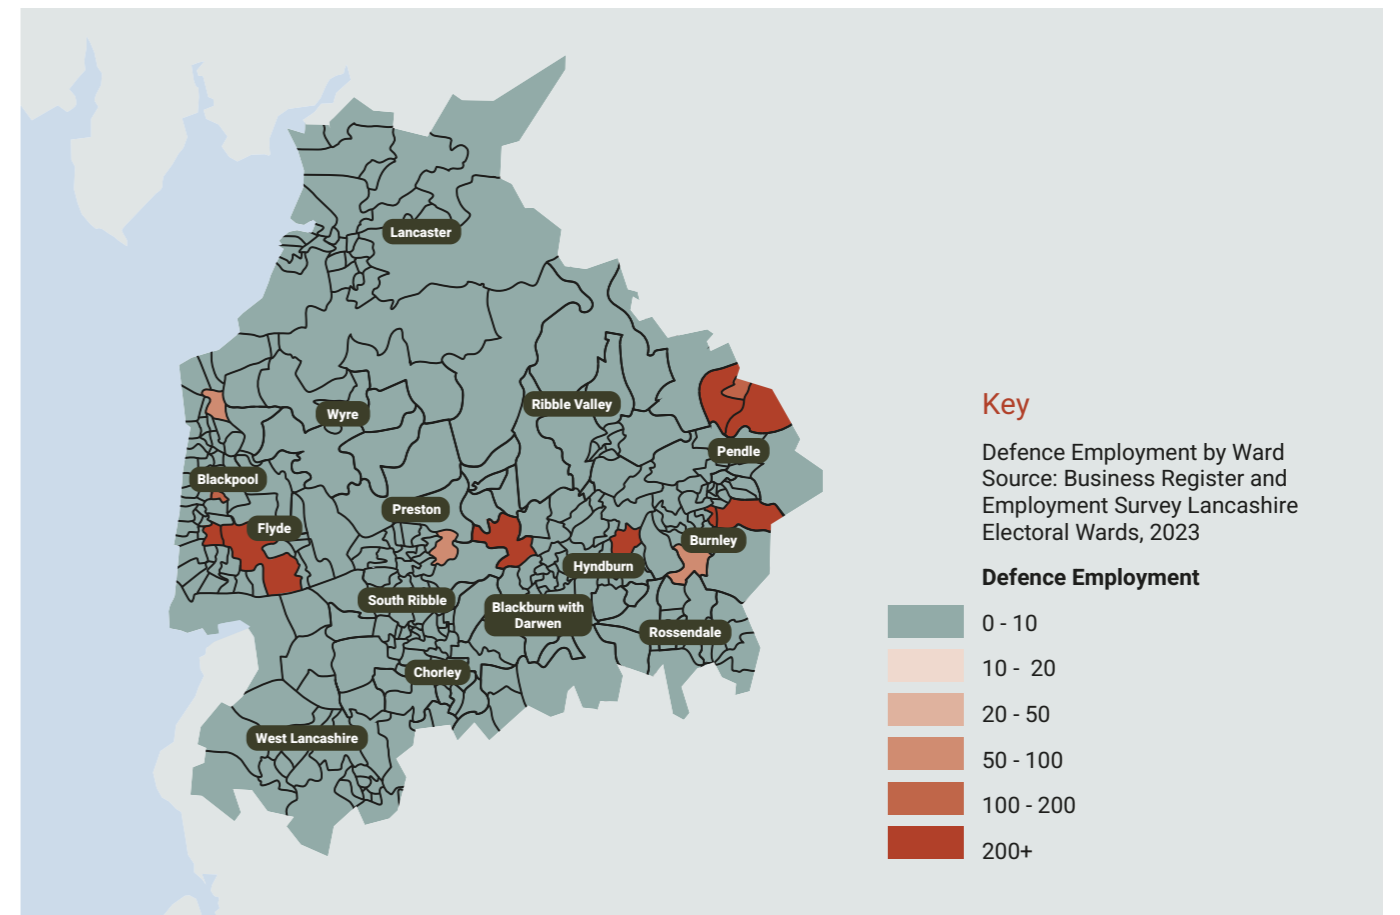 Lancaster
Wyre
Ribble Valley
Pendle
Blackpool
Preston
Flyde
Burnley
Hyndburn
South Ribble
Blackburn with
Darwen
Rossendale
Chorley
West Lancashire
Key
Defence Employment by Ward
Source: Business Register and
Employment Survey Lancashire
Electoral Wards, 2023
Defence Employment
0 - 10
10 - 20
20 - 50
50 - 100
100 - 200
200+